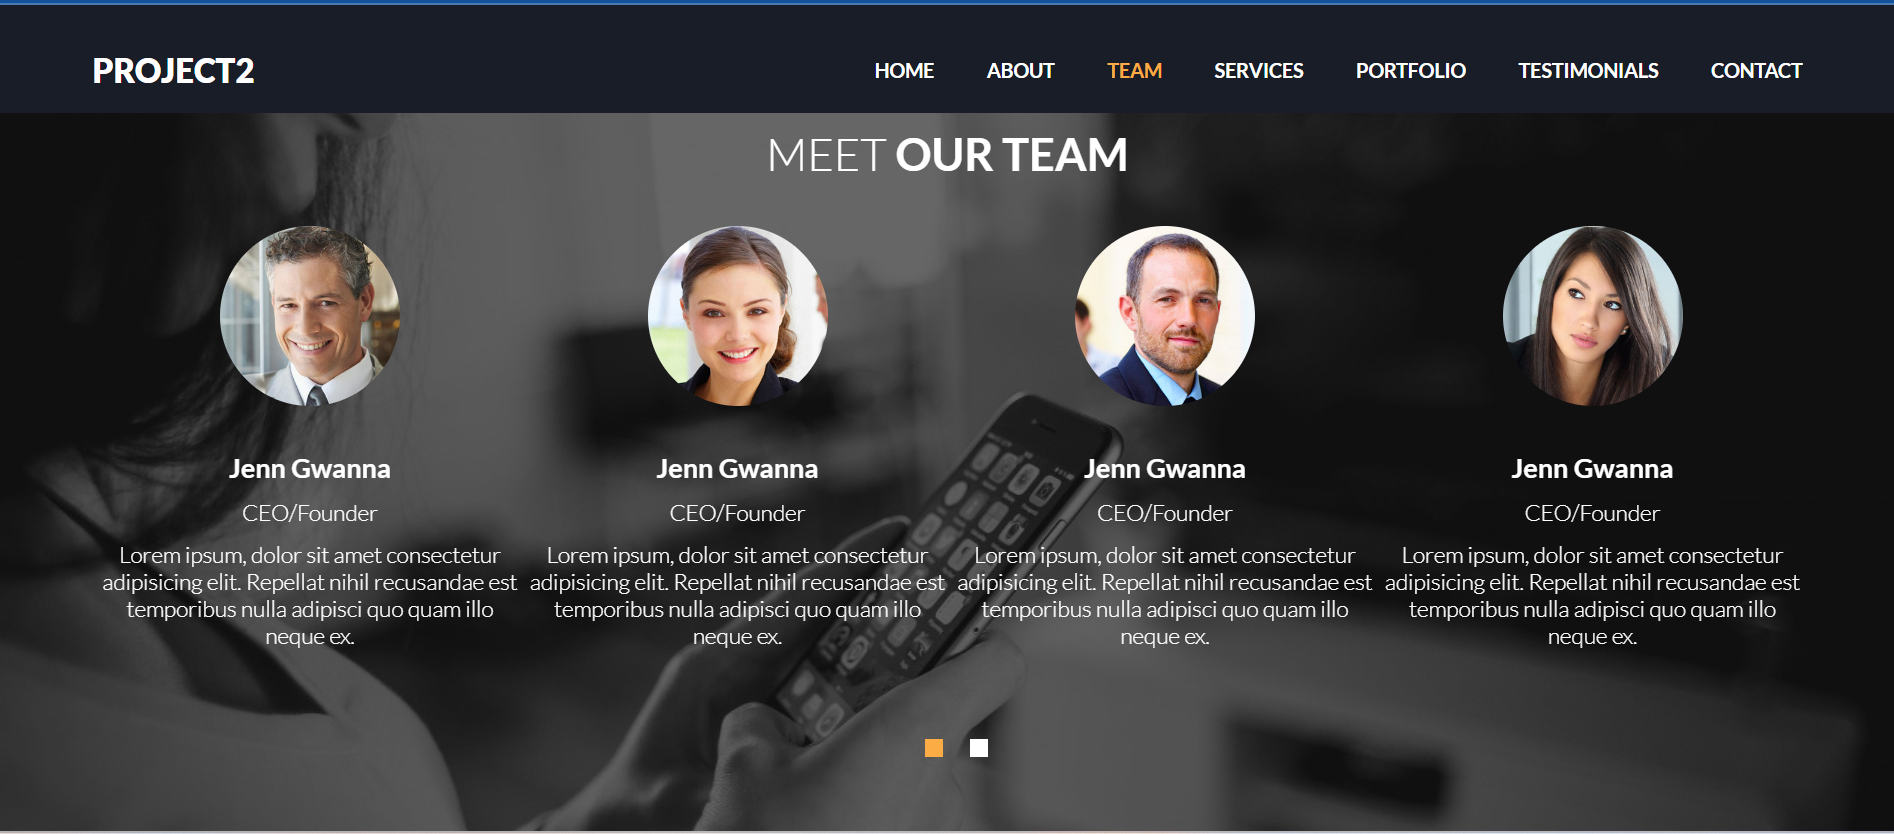 PROJECT2
HOME ABOUT TEAM SERVICES PORTFOLIO TESTIMONIALS CONTACT
MEET OUR TEAM
Jenn Gwanna
CEO/Founder
Lorem ipsum, dolor sit amet consectetur
adipisicing elit. Repellat nihil recusandae est
temporibus nulla adipisci quo quam illo
neque ex.
Jenn Gwanna
CEO/Founder
Lorem ipsum, dolor sit amet consectetur
adipisicing elit. Repellat nihil recusandae est
temporibus nulla adipisci quo quam illo
neque ex.
Jenn Gwanna
CEO/Founder
Lorem ipsum, dolor sit amet consectetur
adipisicing elit. Repellat nihil recusandae est
temporibus nulla adipisci quo quam illo
neque ex.
Jenn Gwanna
CEO/Founder
Lorem ipsum, dolor sit amet consectetur
adipisicing elit. Repellat nihil recusandae est
temporibus nulla adipisci quo quam illo
neque ex.